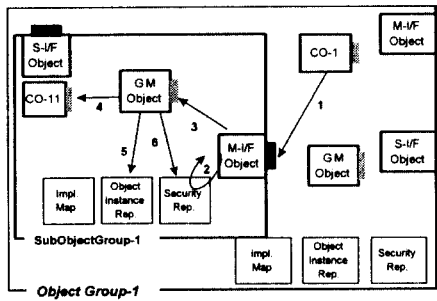 M-I/F
Object
S-I/F
Object
CO-1
GM
Object
CO-11
4
3
1
5
6
M-I/F
Object
S-I/F
Object
GM
Object
2
Impl.
Map
Object
Instance
Rep.
Security
Rep.
SubObjectGroup-1
Impl.
Map
Object
Instance
Rep.
Security
Rep.
Object Group-1